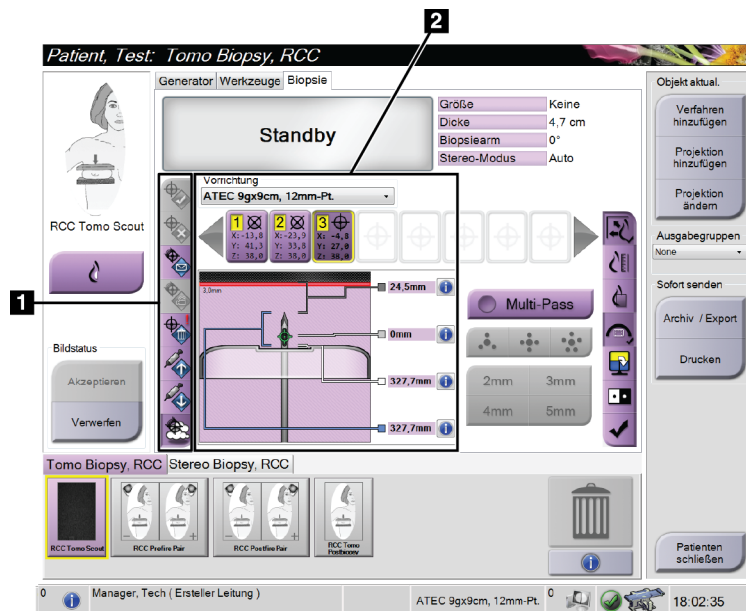 2
Patient, Test: Tomo Biopsy, RCC
Generator Werkzeuge Biopsie
Standby
Größe Keine
Dicke 4,7 cm
Biopsiearm 0°
Stereo-Modus Auto
RCC Tomo Scout
Bildstatus
Akzeptieren
Verwerfen
1
Vorrichtung
ATEC 9gx9cm, 12mm-Pt.
1
X:-13,8
Y: 41,3
Z: 38,0
2
X:-23,9
Y: 33,8
Z: 38,0
3
X: -4,8
Y: 27,0
Z: 38,0
3,0mm
24,5mm
0mm
327,7mm
327,7mm
Multi-Pass
2mm 3mm
4mm 5mm
Objekt aktual.
Verfahren
hinzufügen
Projektion
hinzufügen
Projektion
ändern
Ausgabegruppen
None
Sofort senden
Archiv / Export
Drucken
Tomo Biopsy, RCC Stereo Biopsy, RCC
RCC Tomo Scout
RCC Prefire Pair
RCC Postfire Pair
RCC Tomo
Postbiopsy
Patienten
schließen
0 Manager, Tech ( Ersteller Leitung ) ATEC 9gx9cm, 12mm-Pt. 0 18:02:35